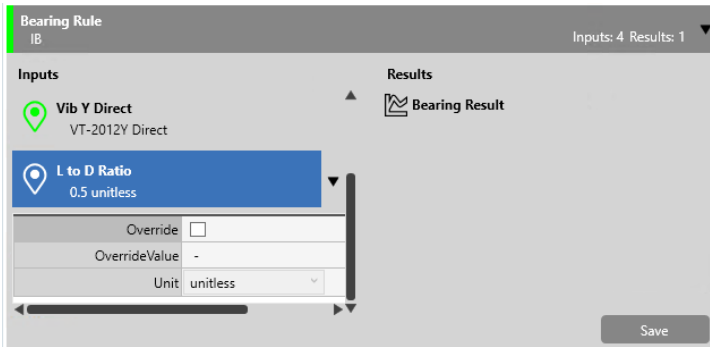 Bearing Rule
IB
Inputs: 4 Results: 1
Inputs
Results
Vib Y Direct
VT-2012Y Direct
Bearing Result
L to D Ratio
0.5 unitless
Override
OverrideValue -
Unit unitless
Save